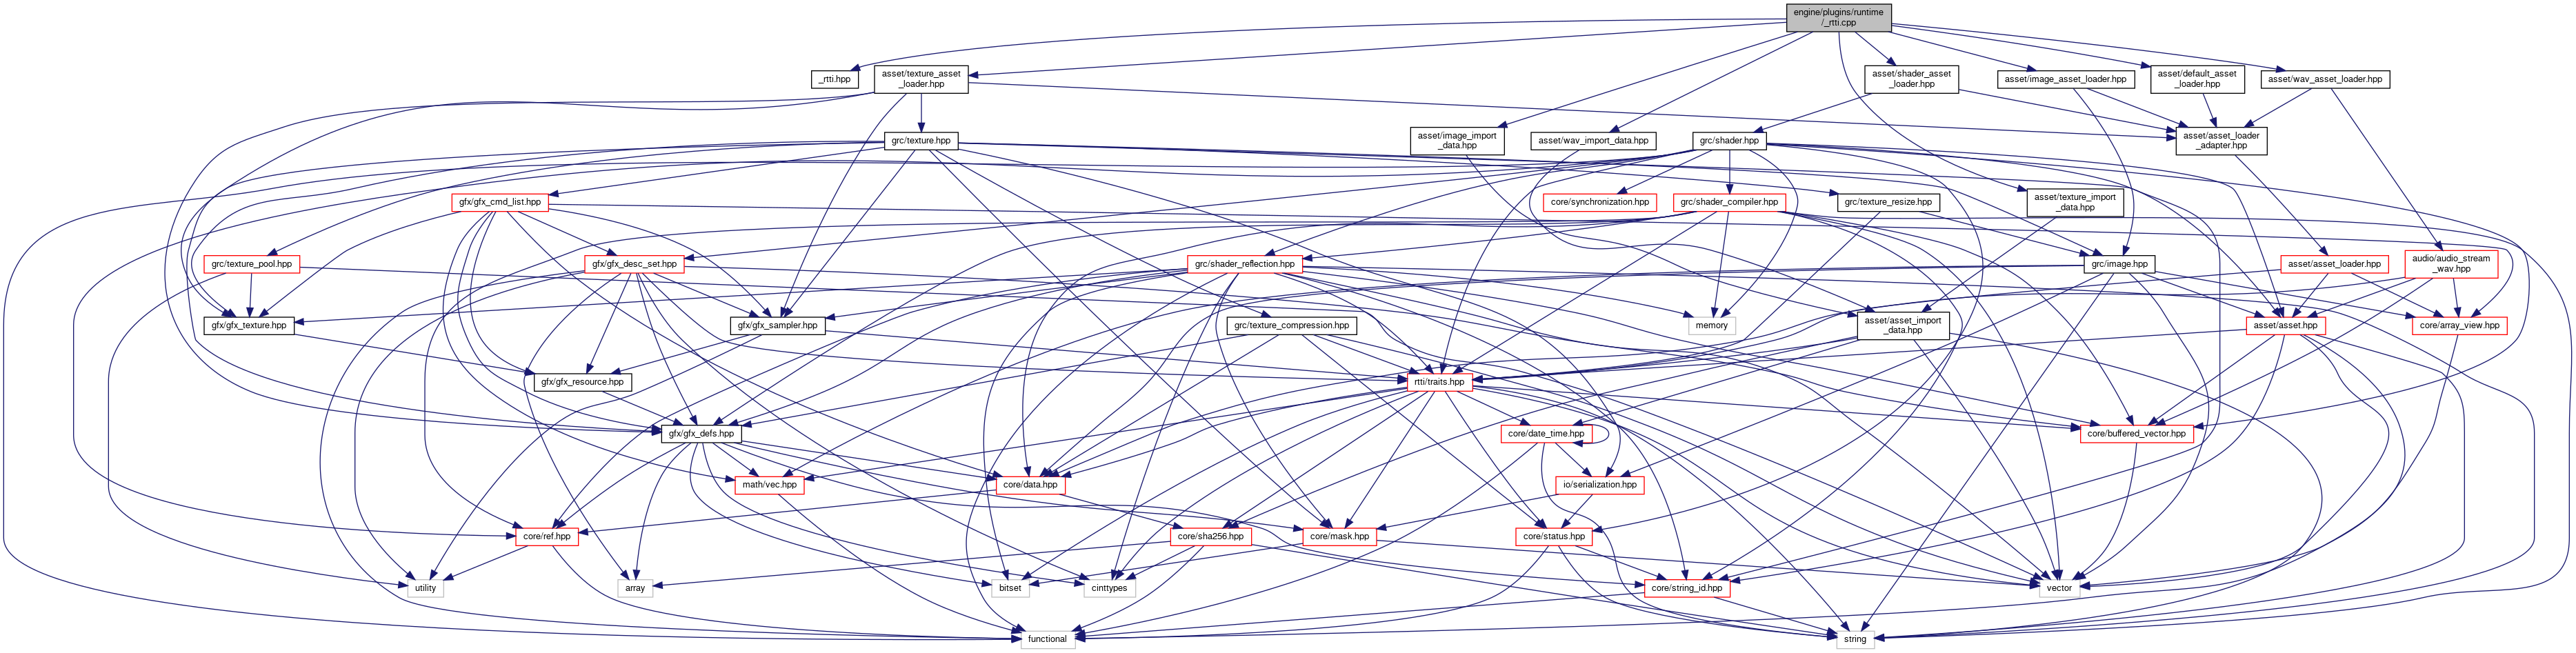 engine/plugins/runtime
/_rtti.cpp
_rtti.hpp
asset/texture_asset
_loader.hpp
asset/shader_asset
_loader.hpp
asset/image_asset_loader.hpp
asset/default_asset
_loader.hpp
asset/wav_asset_loader.hpp
grc/texture.hpp
asset/image_import
_data.hpp
asset/wav_import_data.hpp
grc/shader.hpp
asset/asset_loader
_adapter.hpp
gfx/gfx_cmd_list.hpp
core/synchronization.hpp
grc/shader_compiler.hpp
grc/texture_resize.hpp
asset/texture_import
_data.hpp
grc/texture_pool.hpp
gfx/gfx_desc_set.hpp
grc/shader_reflection.hpp
grc/image.hpp
asset/asset_loader.hpp
audio/audio_stream
_wav.hpp
gfx/gfx_texture.hpp
gfx/gfx_sampler.hpp
grc/texture_compression.hpp
memory
asset/asset_import
_data.hpp
asset/asset.hpp
core/array_view.hpp
gfx/gfx_resource.hpp
rtti/traits.hpp
gfx/gfx_defs.hpp
core/date_time.hpp
core/buffered_vector.hpp
math/vec.hpp
core/data.hpp
io/serialization.hpp
core/ref.hpp
core/sha256.hpp
core/mask.hpp
core/status.hpp
utility
array
bitset
cinttypes
core/string_id.hpp
vector
functional
string